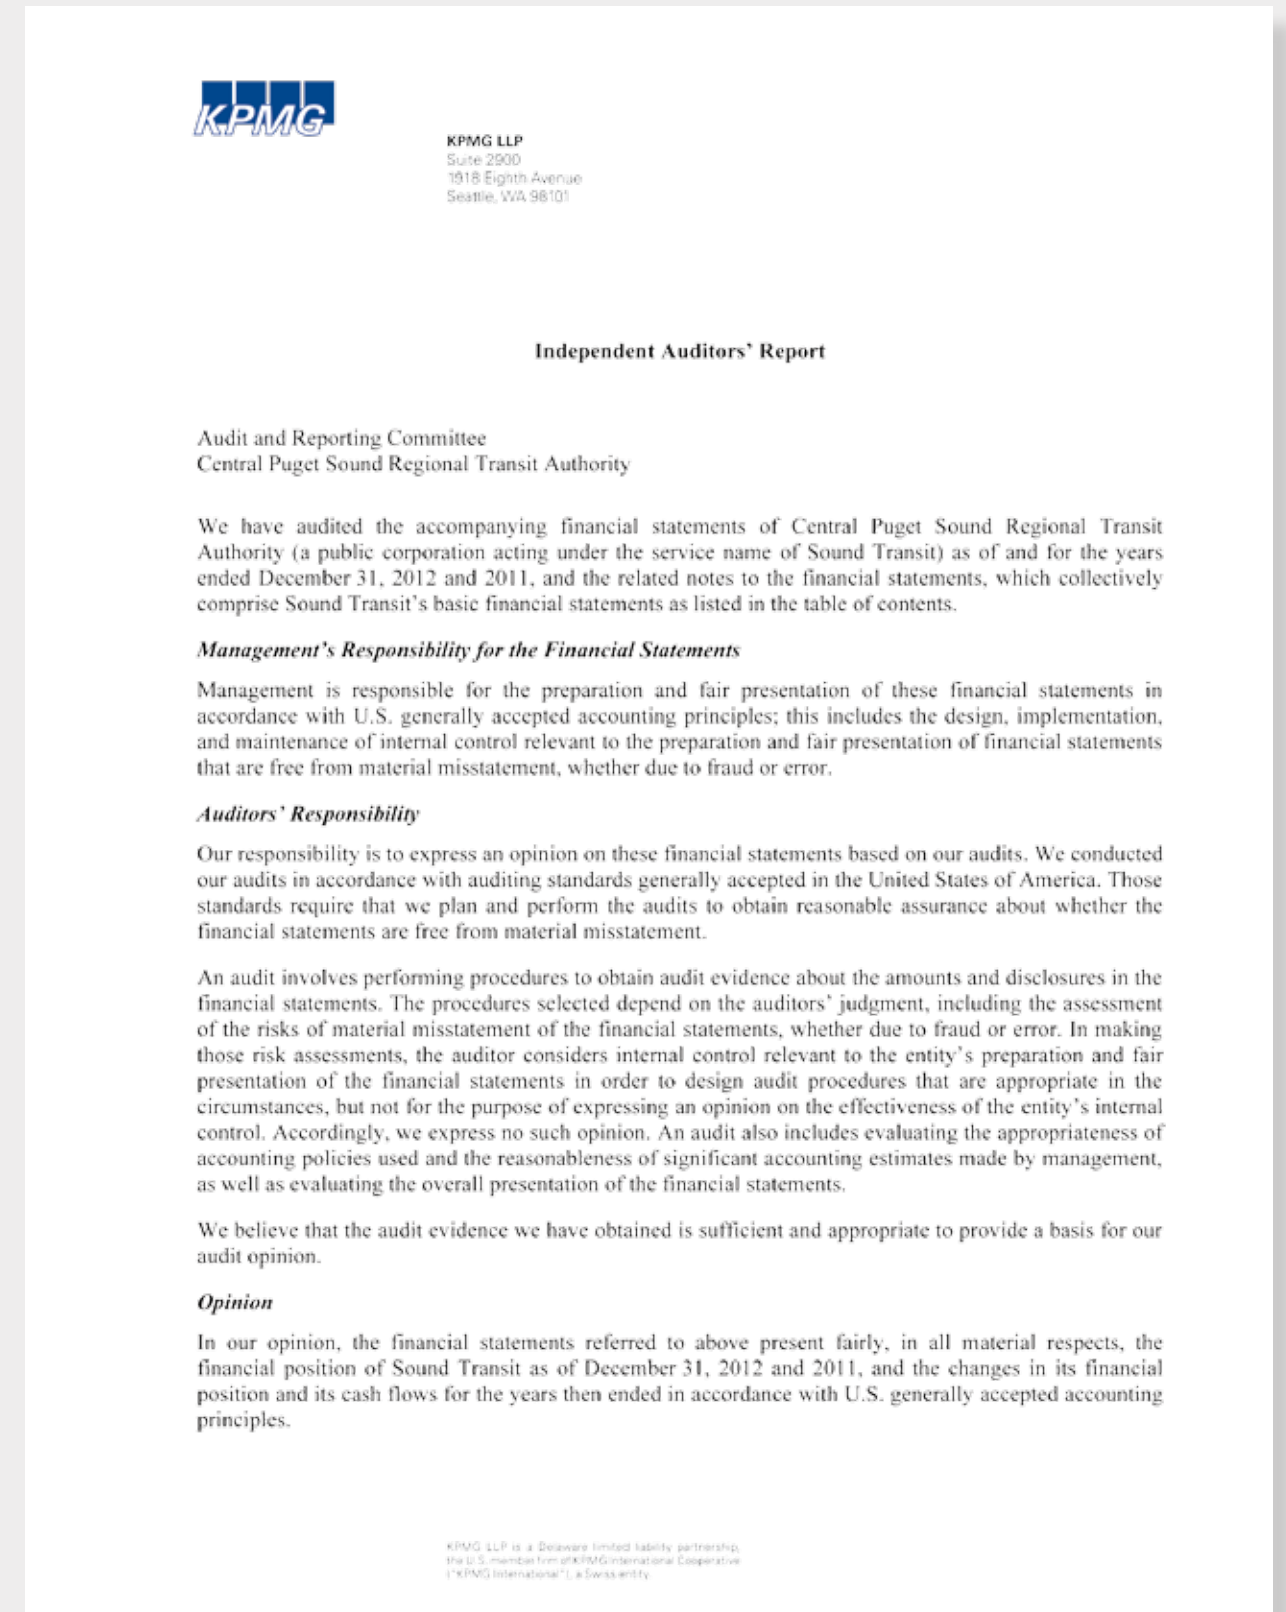 KPMG
KPMG LLP
Suite 2900
1918 Eighth Avenue
Seattle, WA 98101
Independent Auditors' Report
Audit and Reporting Committee
Central Puget Sound Regional Transit Authority
We have audited the accompanying financial statements of Central Puget Sound Regional Transit
Authority (a public corporation acting under the service name of Sound Transit) as of and for the years
ended December 31, 2012 and 2011, and the related notes to the financial statements, which collectively
comprise Sound Transit's basic financial statements as listed in the table of contents.
Management's Responsibility for the Financial Statements
Management is responsible for the preparation and fair presentation of these financial statements in
accordance with U.S. generally accepted accounting principles; this includes the design, implementation,
and maintenance of internal control relevant to the preparation and fair presentation of financial statements
that are free from material misstatement, whether due to fraud or error.
Auditors' Responsibility
Our responsibility is to express an opinion on these financial statements based on our audits. We conducted
our audits in accordance with auditing standards generally accepted in the United States of America. Those
standards require that we plan and perform the audits to obtain reasonable assurance about whether the
financial statements are free from material misstatement.
An audit involves performing procedures to obtain audit evidence about the amounts and disclosures in the
financial statements. The procedures selected depend on the auditors' judgment, including the assessment
of the risks of material misstatement of the financial statements, whether due to fraud or error. In making
those risk assessments, the auditor considers internal control relevant to the entity's preparation and fair
presentation of the financial statements in order to design audit procedures that are appropriate in the
circumstances, but not for the purpose of expressing an opinion on the effectiveness of the entity's internal
control. Accordingly, we express no such opinion. An audit also includes evaluating the appropriateness of
accounting policies used and the reasonableness of significant accounting estimates made by management,
as well as evaluating the overall presentation of the financial statements.
We believe that the audit evidence we have obtained is sufficient and appropriate to provide a basis for our
audit opinion.
Opinion
In our opinion, the financial statements referred to above present fairly, in all material respects, the
financial position of Sound Transit as of December 31, 2012 and 2011, and the changes in its financial
position and its cash flows for the years then ended in accordance with U.S. generally accepted accounting
principles.
KPMG LLP is a Delaware limited liability partnership,
the U.S. member firm of KPMG International Cooperative
("KPMG International"), a Swiss entity.